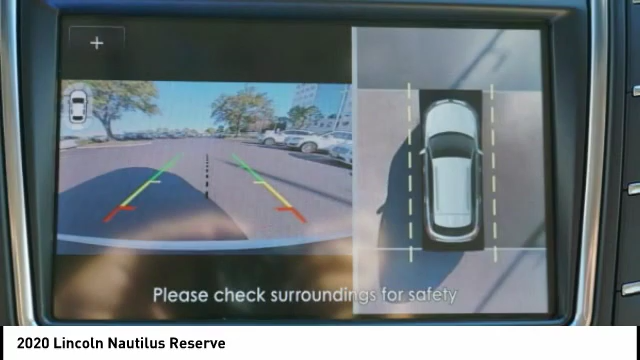 +
Please check surroundings for safety
2020 Lincoln Nautilus Reserve